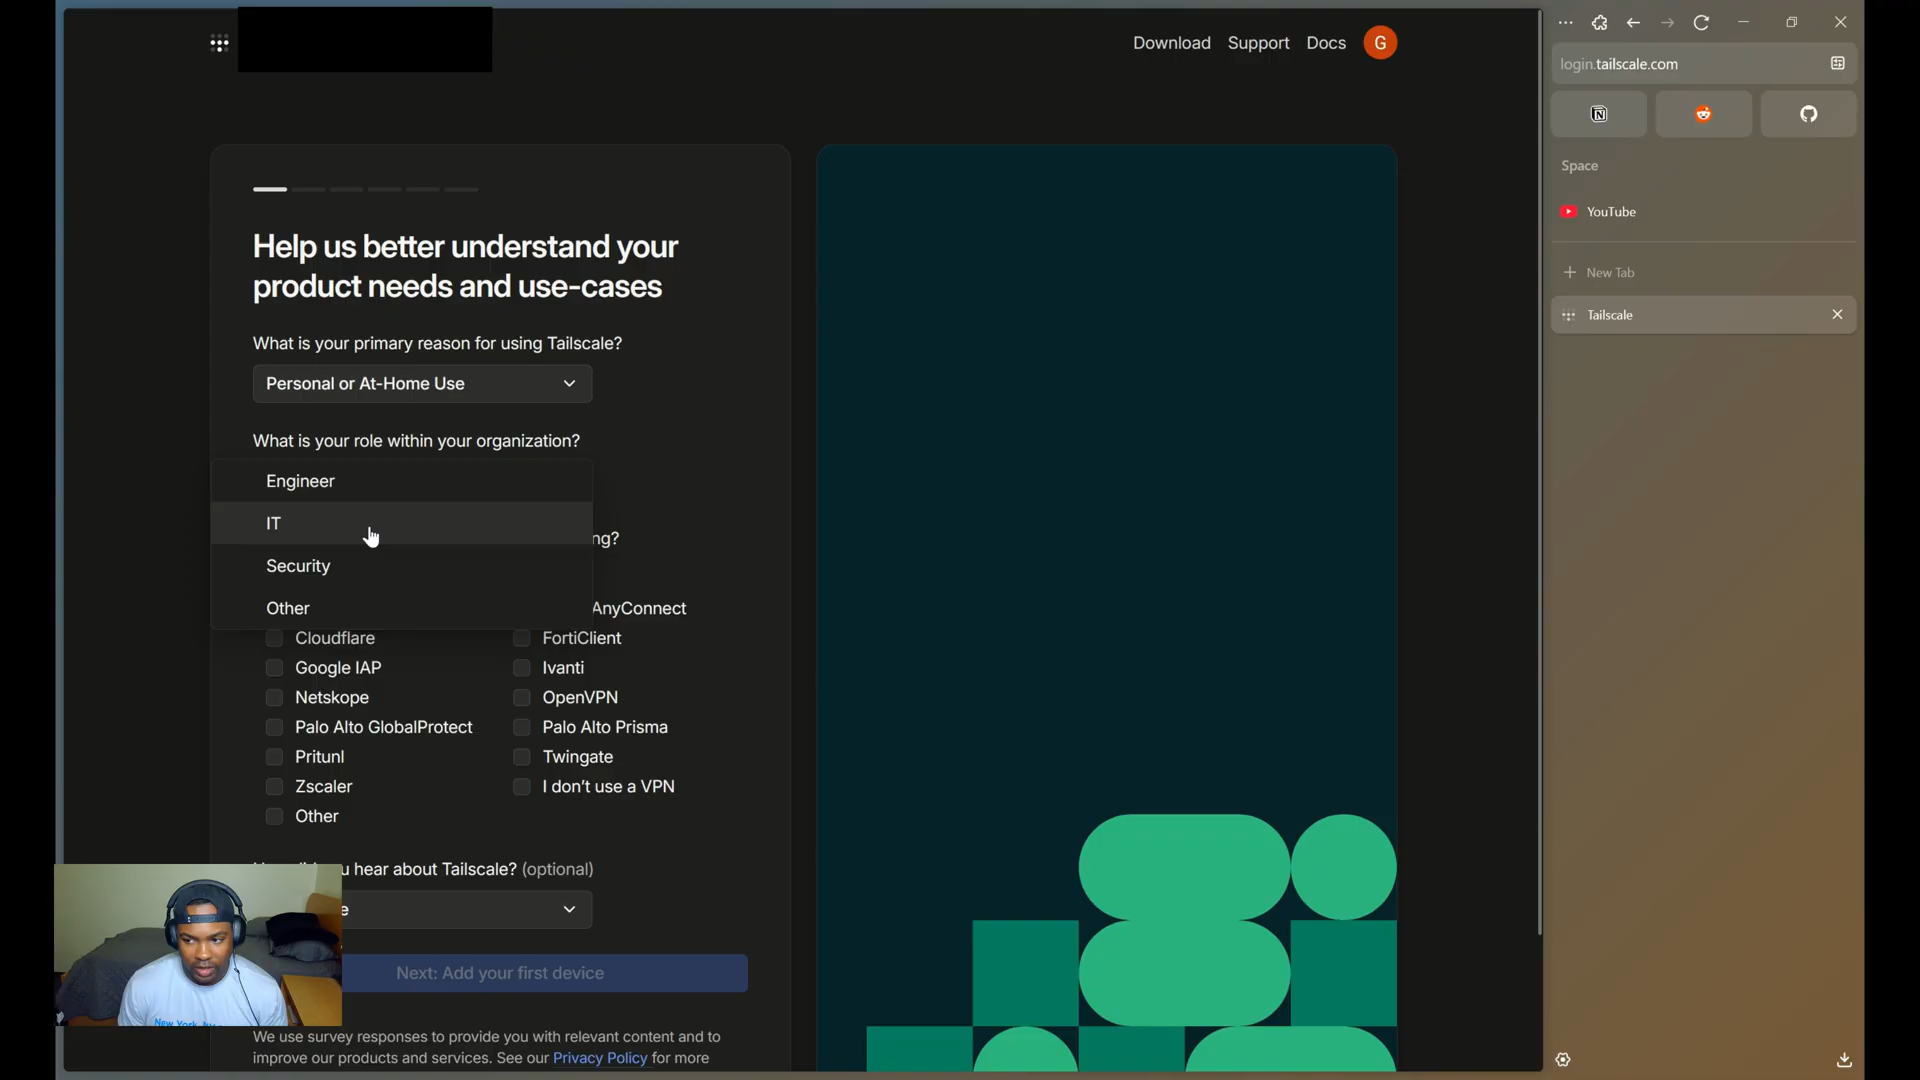 Download Support Docs G
login.tailscale.com
Space
YouTube
New Tab
Tailscale
Help us better understand your
product needs and use-cases
What is your primary reason for using Tailscale?
Personal or At-Home Use
What is your role within your organization?
Engineer
IT
ng?
Security
Other
AnyConnect
Cloudflare
FortiClient
Google IAP
Ivanti
Netskope
OpenVPN
Palo Alto GlobalProtect
Palo Alto Prisma
Pritunl
Twingate
Zscaler
I don't use a VPN
Other
u hear about Tailscale? (optional)
e
Next: Add your first device
New York, NY
We use survey responses to provide you with relevant content and to
improve our products and services. See our Privacy Policy for more